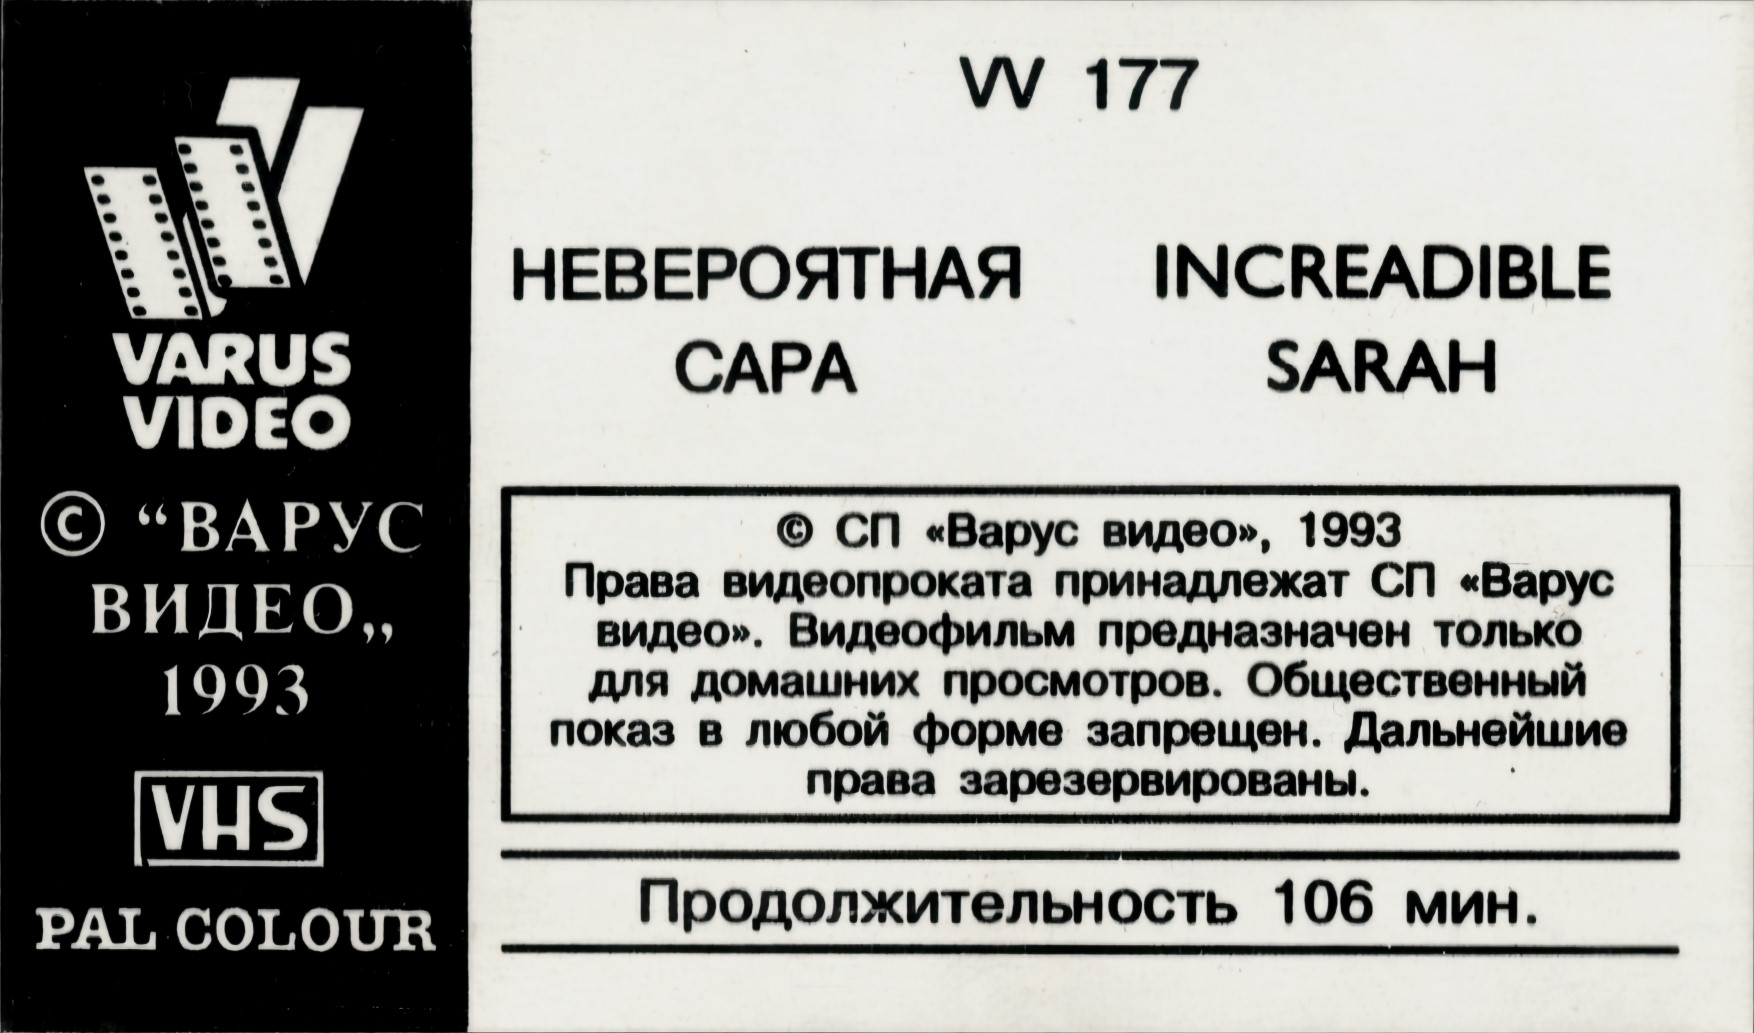 VARUS
VIDEO
© “ВАРУС
ВИДЕО„
1993
VHS
PAL COLOUR
VV 177
НЕВЕРОЯТНАЯ
САРА
INCREADIBLE
SARAH
© СП «Варус видео», 1993
Права видеопроката принадлежат СП «Варус
видео». Видеофильм предназначен только
для домашних просмотров. Общественный
показ в любой форме запрещен. Дальнейшие
права зарезервированы.
Продолжительность 106 мин.